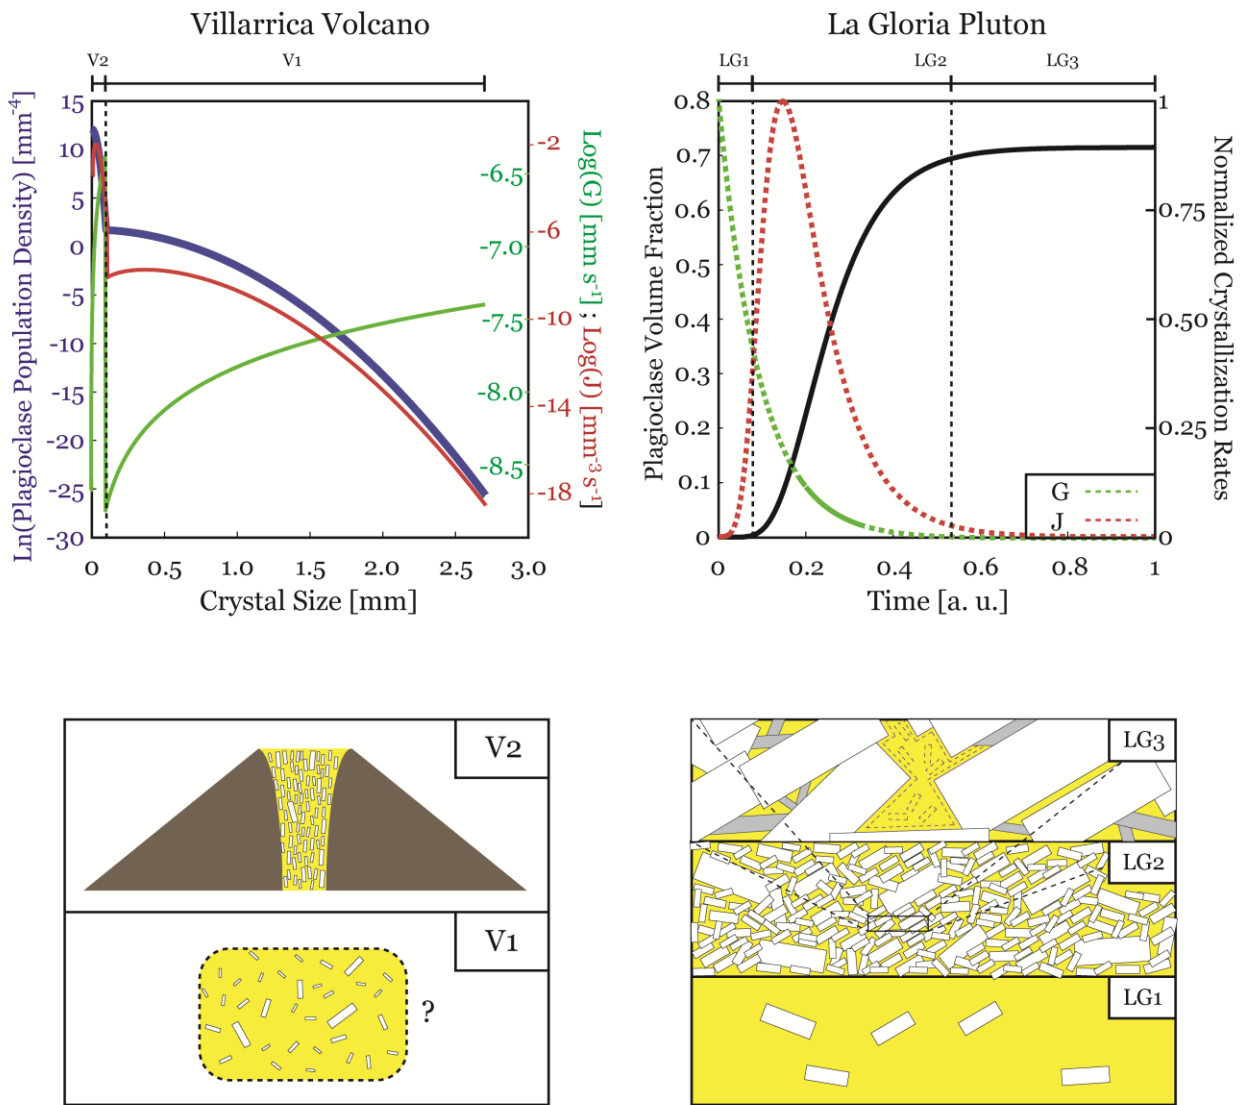 Villarrica Volcano
V2 V1
Ln(Plagioclase Population Density) [mm⁻⁴]
15
10
5
0
-5
-10
-15
-20
-25
-30
0 0.5 1.0 1.5 2.0 2.5 3.0
Crystal Size [mm]
-6.5
-7.0
-7.5
-8.0
-8.5
-2
-6
-10
-14
-18
Log(G) [mm s⁻¹] ; Log(J) [mm⁻³ s⁻¹]
La Gloria Pluton
LG1 LG2 LG3
Plagioclase Volume Fraction
0.8
0.7
0.6
0.5
0.4
0.3
0.2
0.1
0
0 0.2 0.4 0.6 0.8 1
Time [a. u.]
1
0.75
0.50
0.25
0
Normalized Crystallization Rates
G
J
V2
V1
?
LG3
LG2
LG1